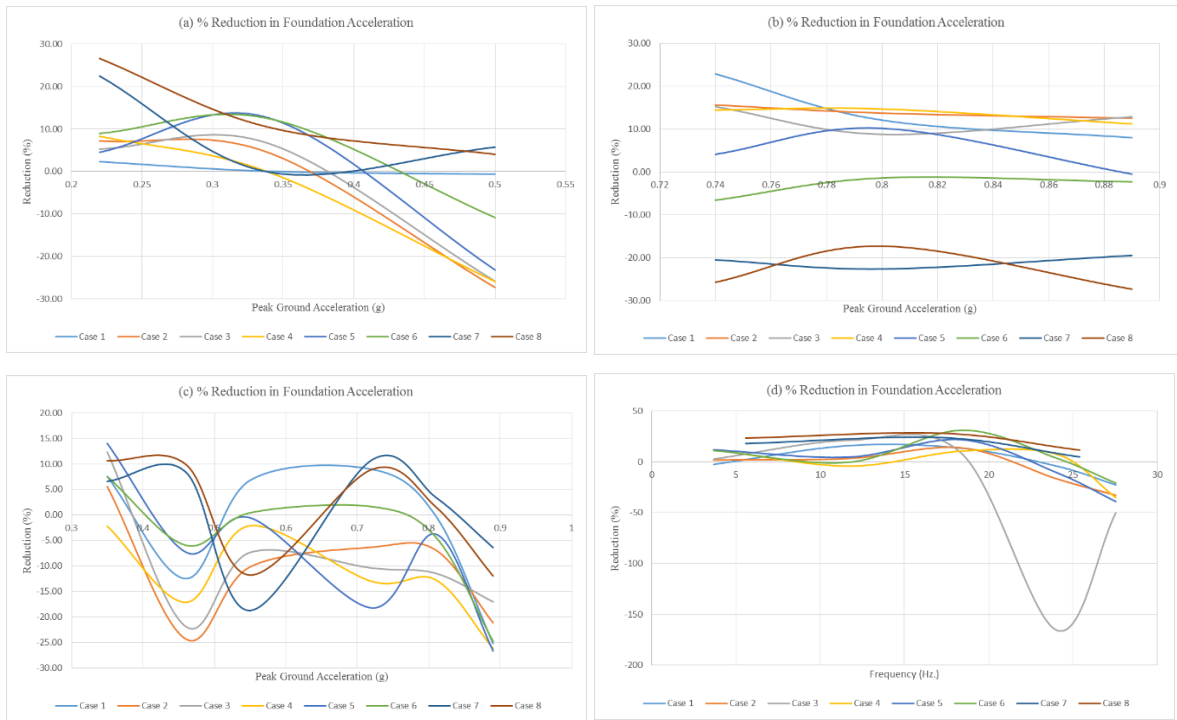 (a) % Reduction in Foundation Acceleration
30.00
20.00
10.00
0.00
-10.00
-20.00
-30.00
0.2 0.25 0.3 0.35 0.4 0.45 0.5 0.55
Reduction (%)
Peak Ground Acceleration (g)
Case 1 Case 2 Case 3 Case 4 Case 5 Case 6 Case 7 Case 8
(b) % Reduction in Foundation Acceleration
30.00
20.00
10.00
0.00
-10.00
-20.00
-30.00
0.72 0.74 0.76 0.78 0.8 0.82 0.84 0.86 0.88 0.9
Reduction (%)
Peak Ground Acceleration (g)
Case 1 Case 2 Case 3 Case 4 Case 5 Case 6 Case 7 Case 8
(c) % Reduction in Foundation Acceleration
20.00
15.00
10.00
5.00
0.00
-5.00
-10.00
-15.00
-20.00
-25.00
-30.00
0.3 0.4 0.5 0.6 0.7 0.8 0.9 1
Reduction (%)
Peak Ground Acceleration (g)
Case 1 Case 2 Case 3 Case 4 Case 5 Case 6 Case 7 Case 8
(d) % Reduction in Foundation Acceleration
50
0
-50
-100
-150
-200
0 5 10 15 20 25 30
Reduction (%)
Frequency (Hz.)
Case 1 Case 2 Case 3 Case 4 Case 5 Case 6 Case 7 Case 8